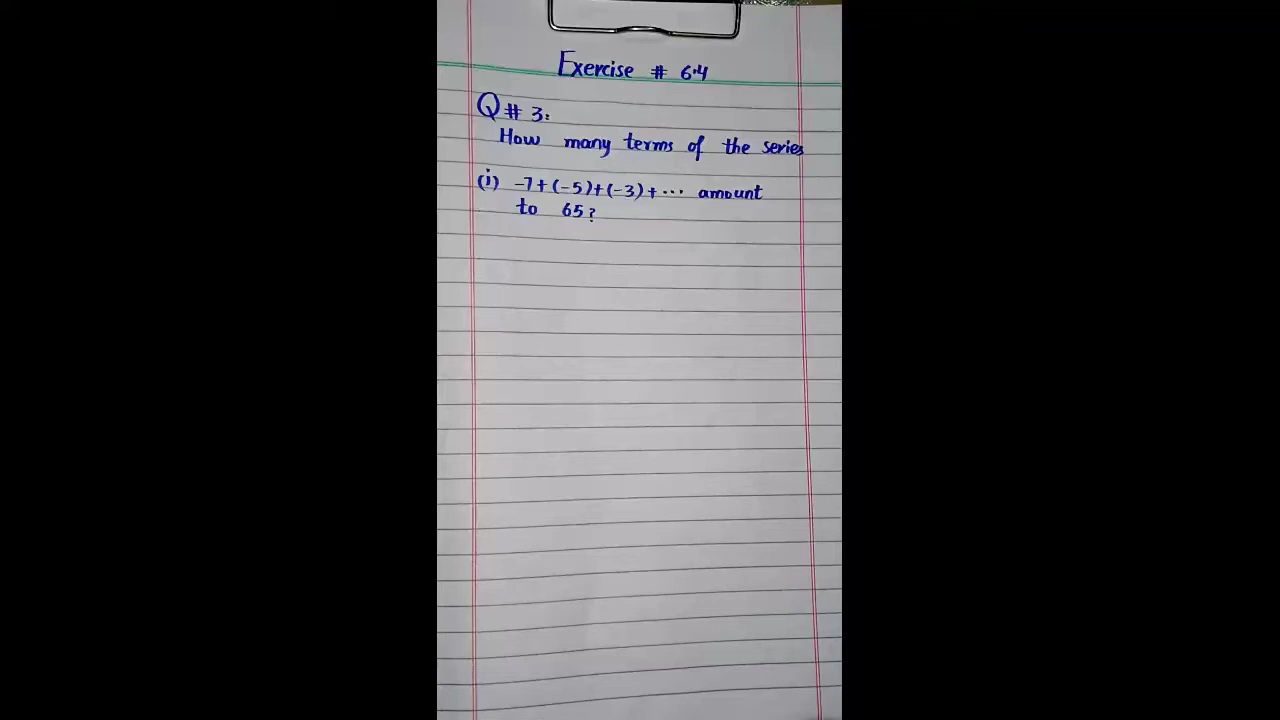 Exercise # 6.4
Q# 3:
How many terms of the series
(i) -7+(-5)+(-3)+... amount
to 65?